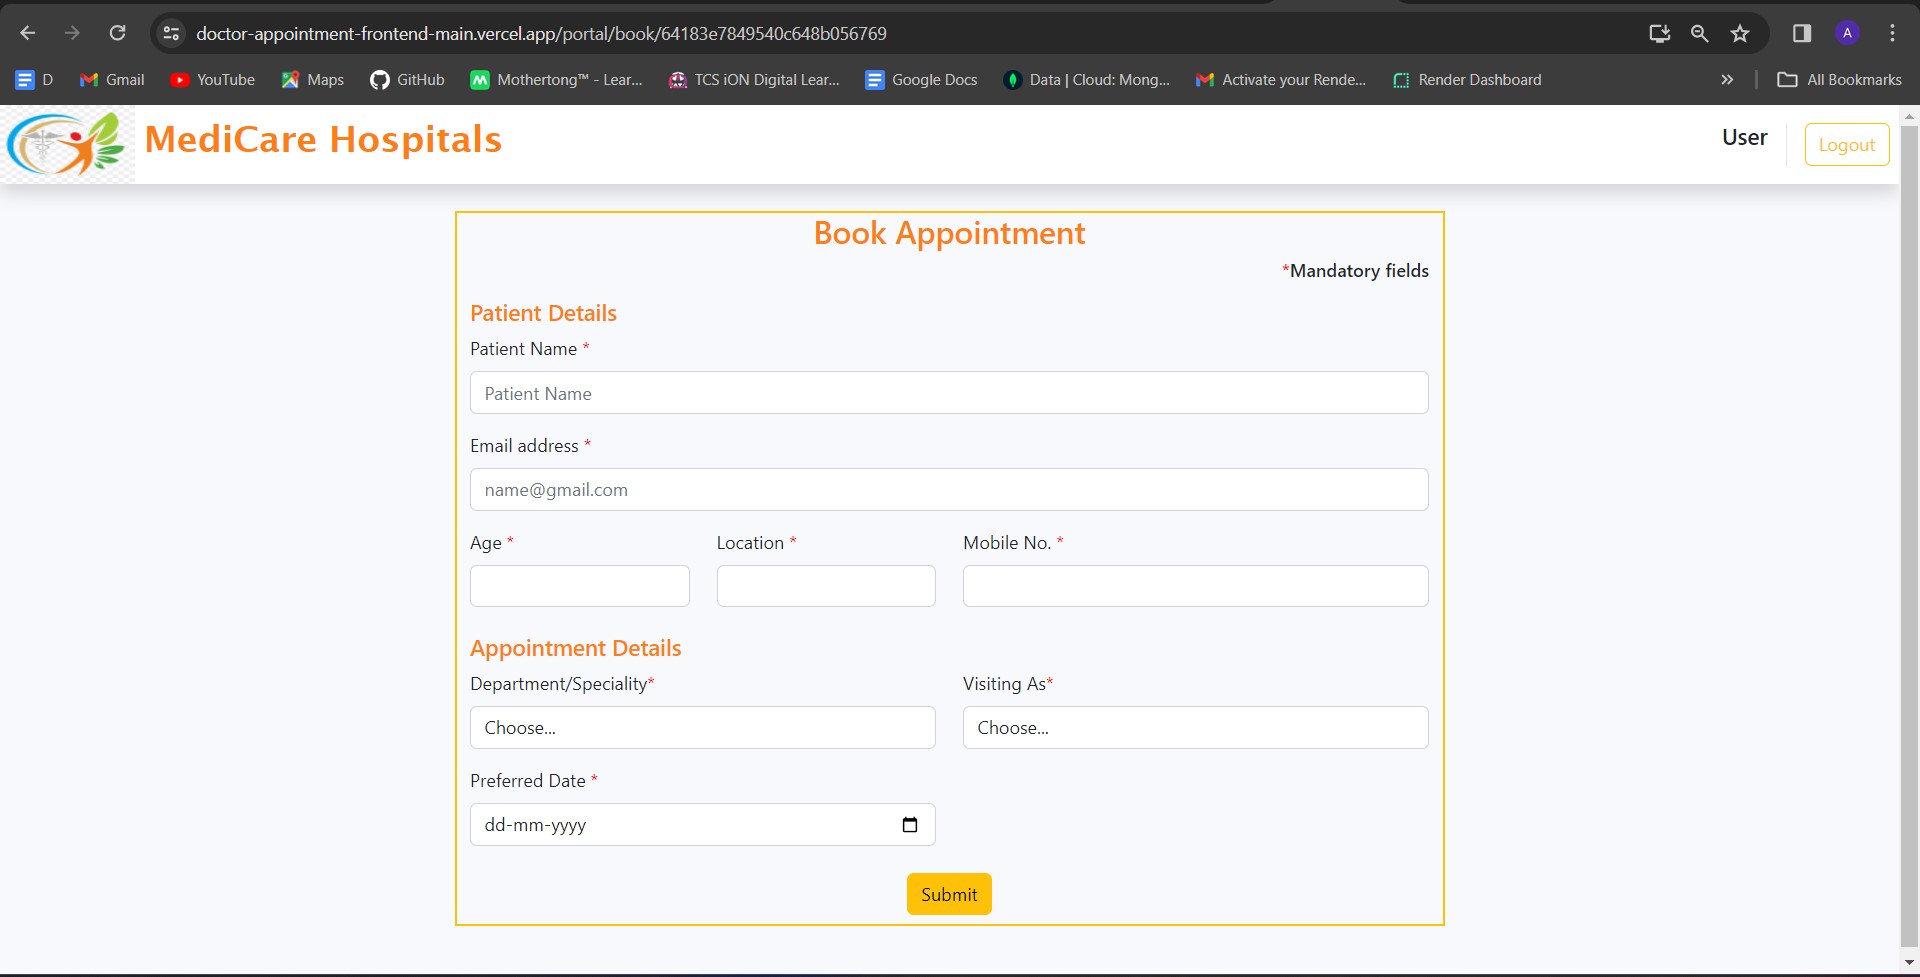 doctor-appointment-frontend-main.vercel.app/portal/book/64183e7849540c648b056769
A
D Gmail YouTube Maps GitHub Mothertong™ - Lear... TCS iON Digital Lear... Google Docs Data | Cloud: Mong... Activate your Rende... Render Dashboard » All Bookmarks
MediCare Hospitals
User
Logout
Book Appointment
*Mandatory fields
Patient Details
Patient Name *
Patient Name
Email address *
name@gmail.com
Age * Location * Mobile No. *
Appointment Details
Department/Speciality* Visiting As*
Choose... Choose...
Preferred Date *
dd-mm-yyyy
Submit